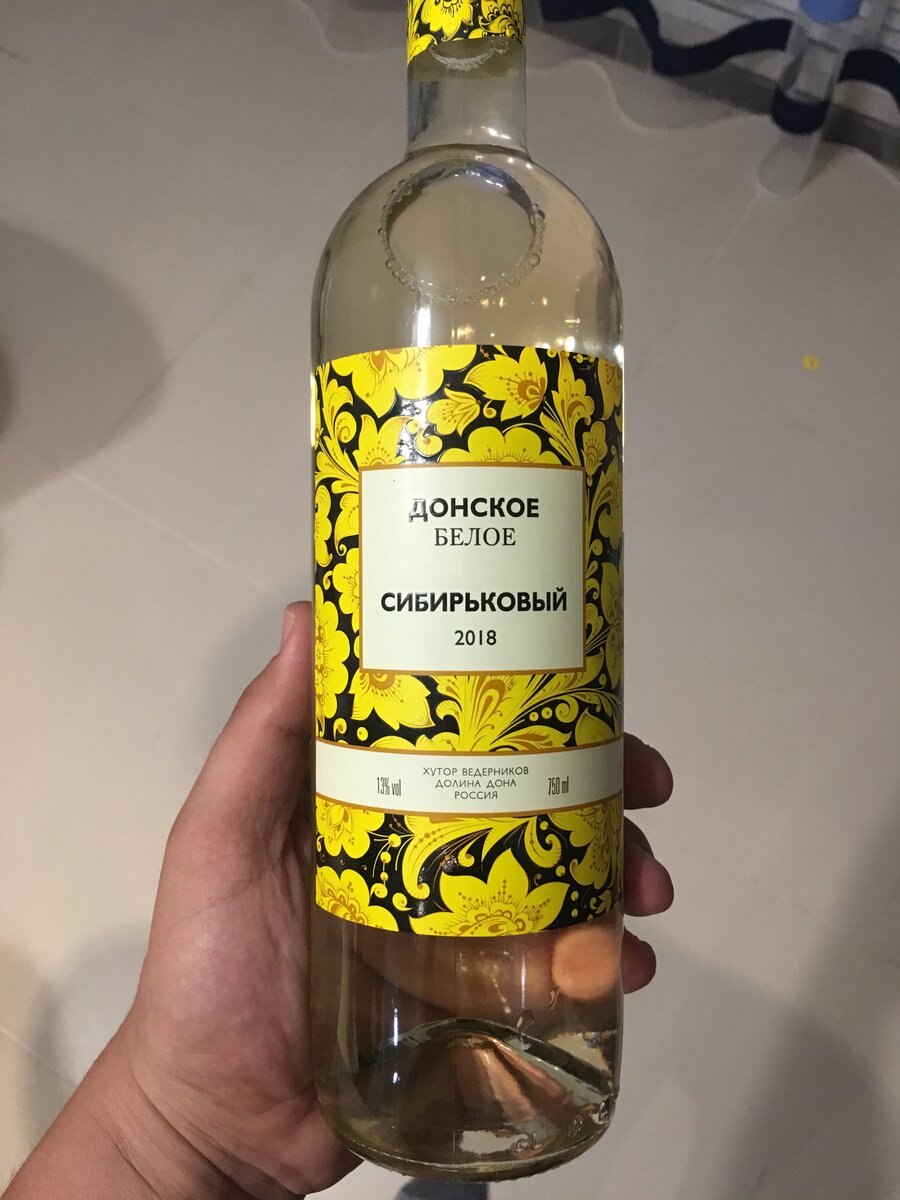 ДОНСКОЕ
БЕЛОЕ
СИБИРЬКОВЫЙ
2018
13% vol
ХУТОР ВЕДЕРНИКОВ
ДОЛИНА ДОНА
РОССИЯ
750 ml